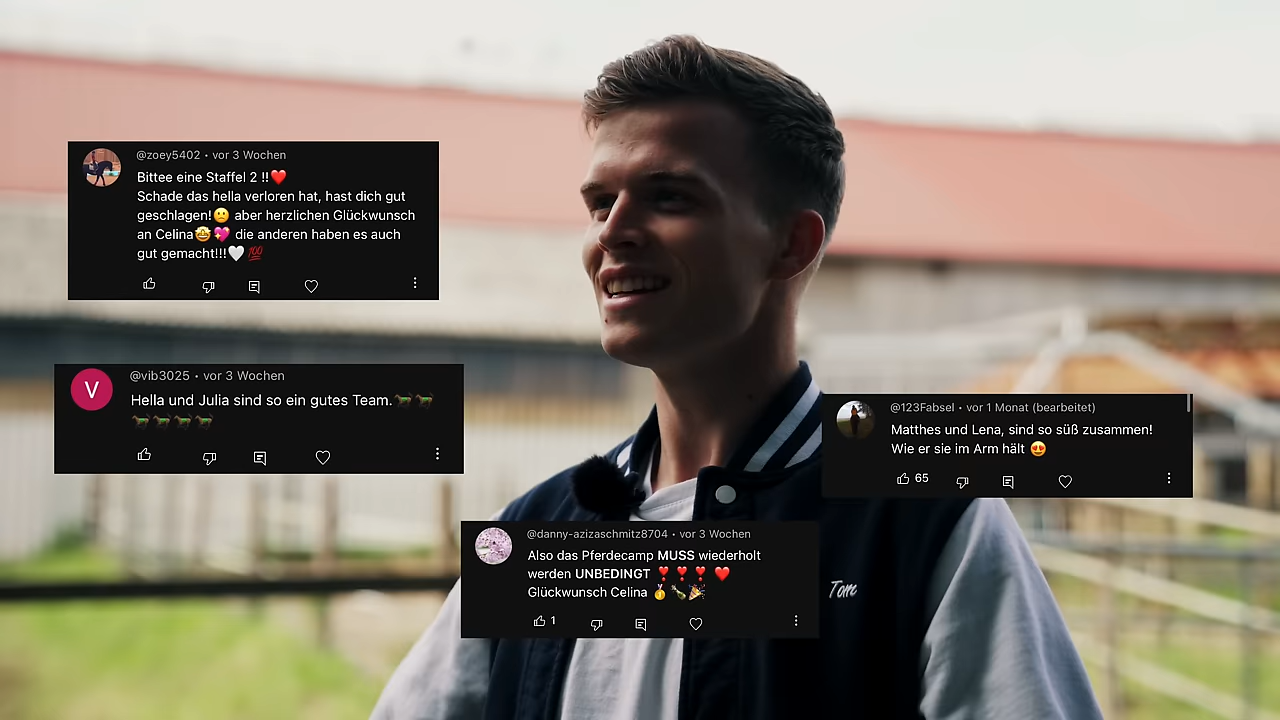 @zoey5402 • vor 3 Wochen
Bittee eine Staffel 2 !!❤️
Schade das hella verloren hat, hast dich gut
geschlagen!🙁 aber herzlichen Glückwunsch
an Celina🤩💖 die anderen haben es auch
gut gemacht!!!🤍💯
V
@vib3025 • vor 3 Wochen
Hella und Julia sind so ein gutes Team.🐎🐎
🐎🐎🐎🐎
@123Fabsel • vor 1 Monat (bearbeitet)
Matthes und Lena, sind so süß zusammen!
Wie er sie im Arm hält 😍
65
@danny-azizaschmitz8704 • vor 3 Wochen
Also das Pferdecamp MUSS wiederholt
werden UNBEDINGT ❣️❣️❣️❤️
Glückwunsch Celina 🥇🍾🎉
1
Tom